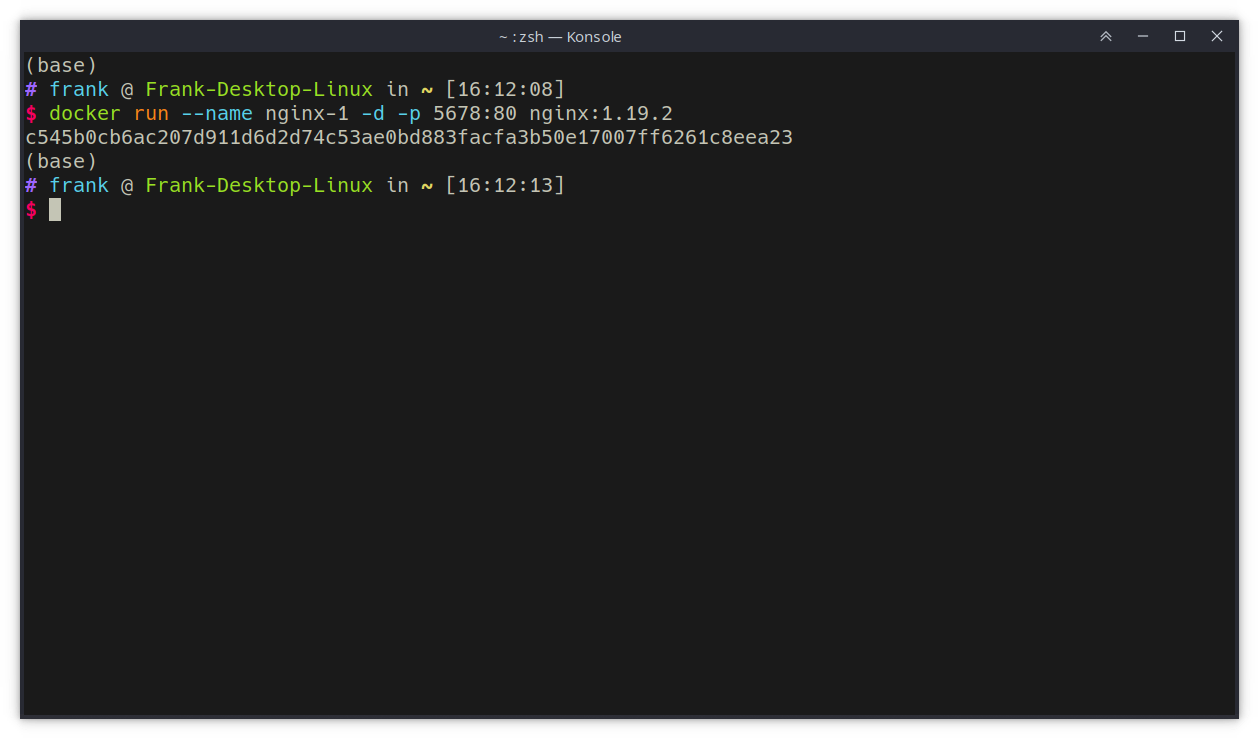 ~ : zsh — Konsole
(base)
# frank @ Frank-Desktop-Linux in ~ [16:12:08]
$ docker run --name nginx-1 -d -p 5678:80 nginx:1.19.2
c545b0cb6ac207d911d6d2d74c53ae0bd883facfa3b50e17007ff6261c8eea23
(base)
# frank @ Frank-Desktop-Linux in ~ [16:12:13]
$